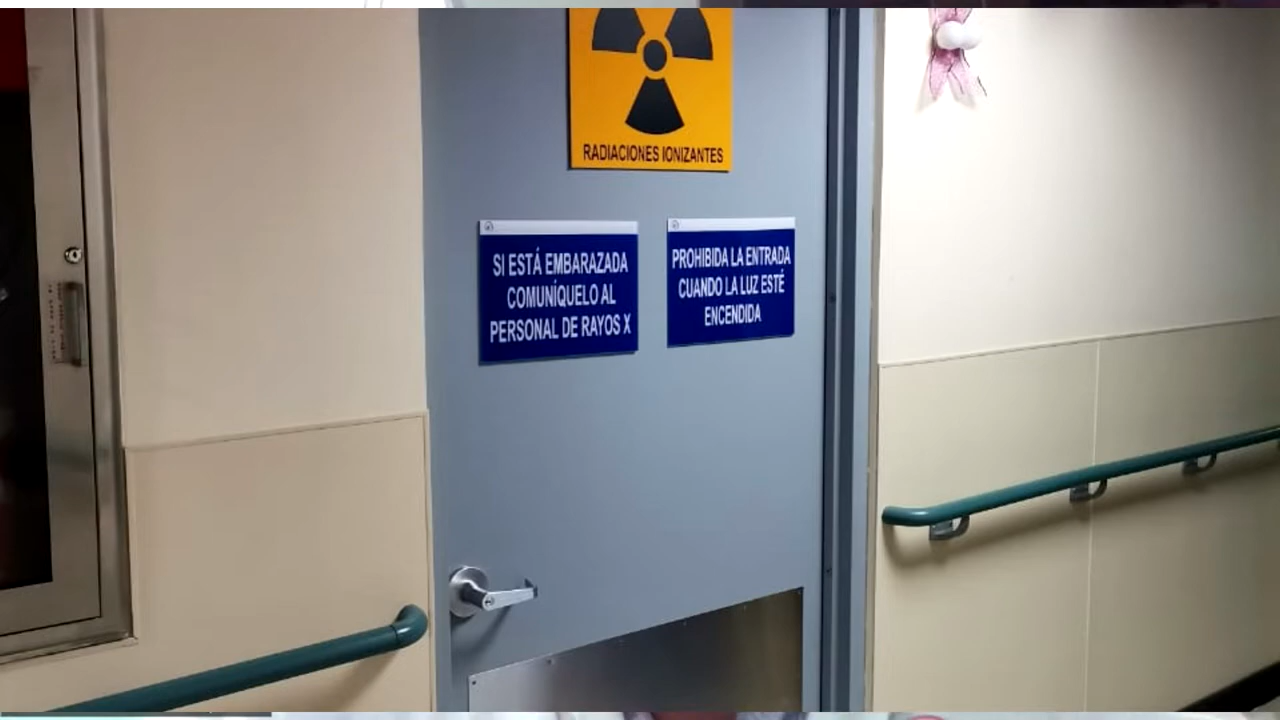 RADIACIONES IONIZANTES
SI ESTÁ EMBARAZADA
COMUNÍQUELO AL
PERSONAL DE RAYOS X
PROHIBIDA LA ENTRADA
CUANDO LA LUZ ESTÉ
ENCENDIDA